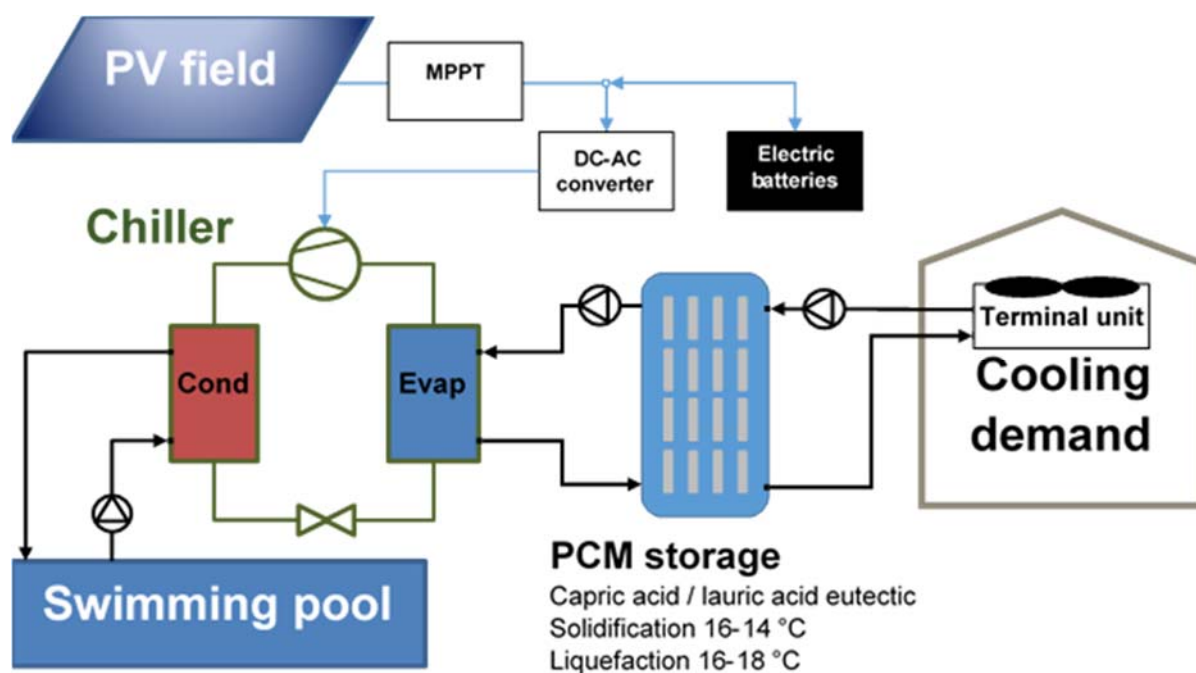 PV field
MPPT
DC-AC
converter
Electric
batteries
Chiller
Cond
Evap
Terminal unit
Cooling
demand
Swimming pool
PCM storage
Capric acid / lauric acid eutectic
Solidification 16-14 °C
Liquefaction 16-18 °C